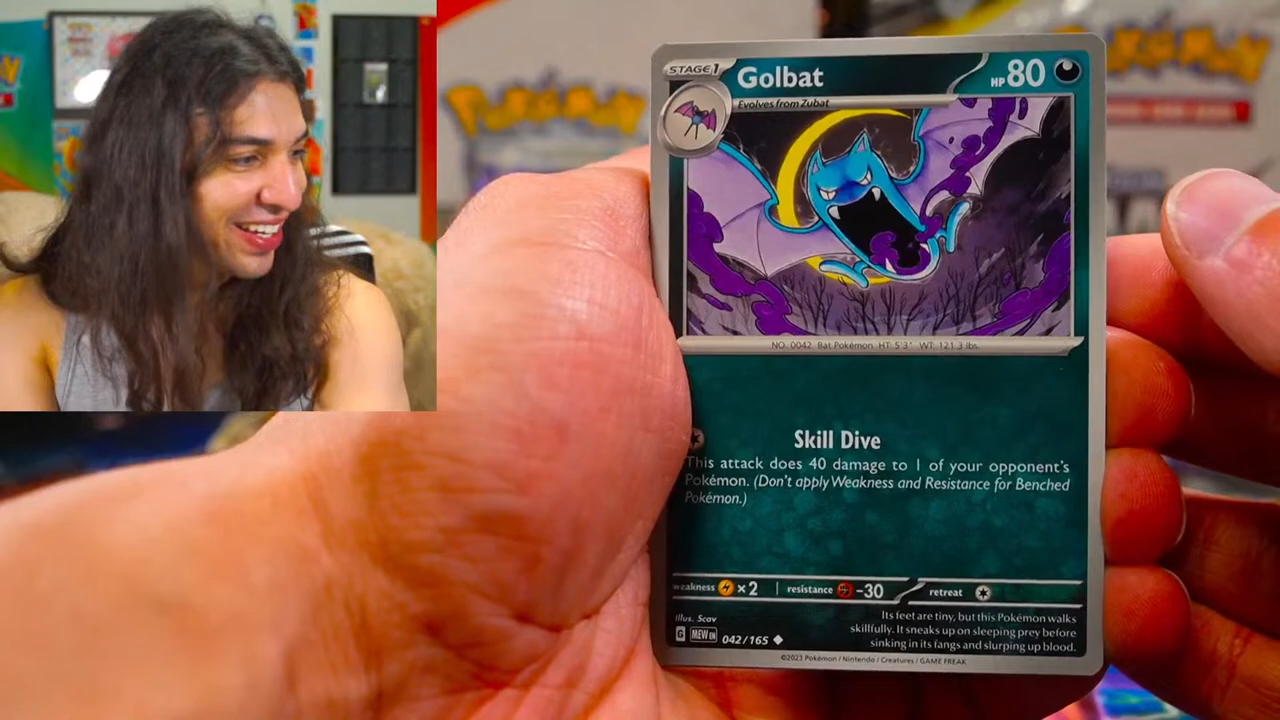 Pokémon
Pokémon
STAGE1
Golbat
HP 80
Evolves from Zubat
NO. 0042 Bat Pokémon HT: 5'3" WT: 121.3 lbs.
Skill Dive
This attack does 40 damage to 1 of your opponent's
Pokémon. (Don't apply Weakness and Resistance for Benched
Pokémon.)
weakness ×2 resistance -30 retreat
Illus. Scav
G MEW EN 042/165
Its feet are tiny, but this Pokémon walks
skillfully. It sneaks up on sleeping prey before
sinking in its fangs and slurping up blood.
©2023 Pokémon / Nintendo / Creatures / GAME FREAK